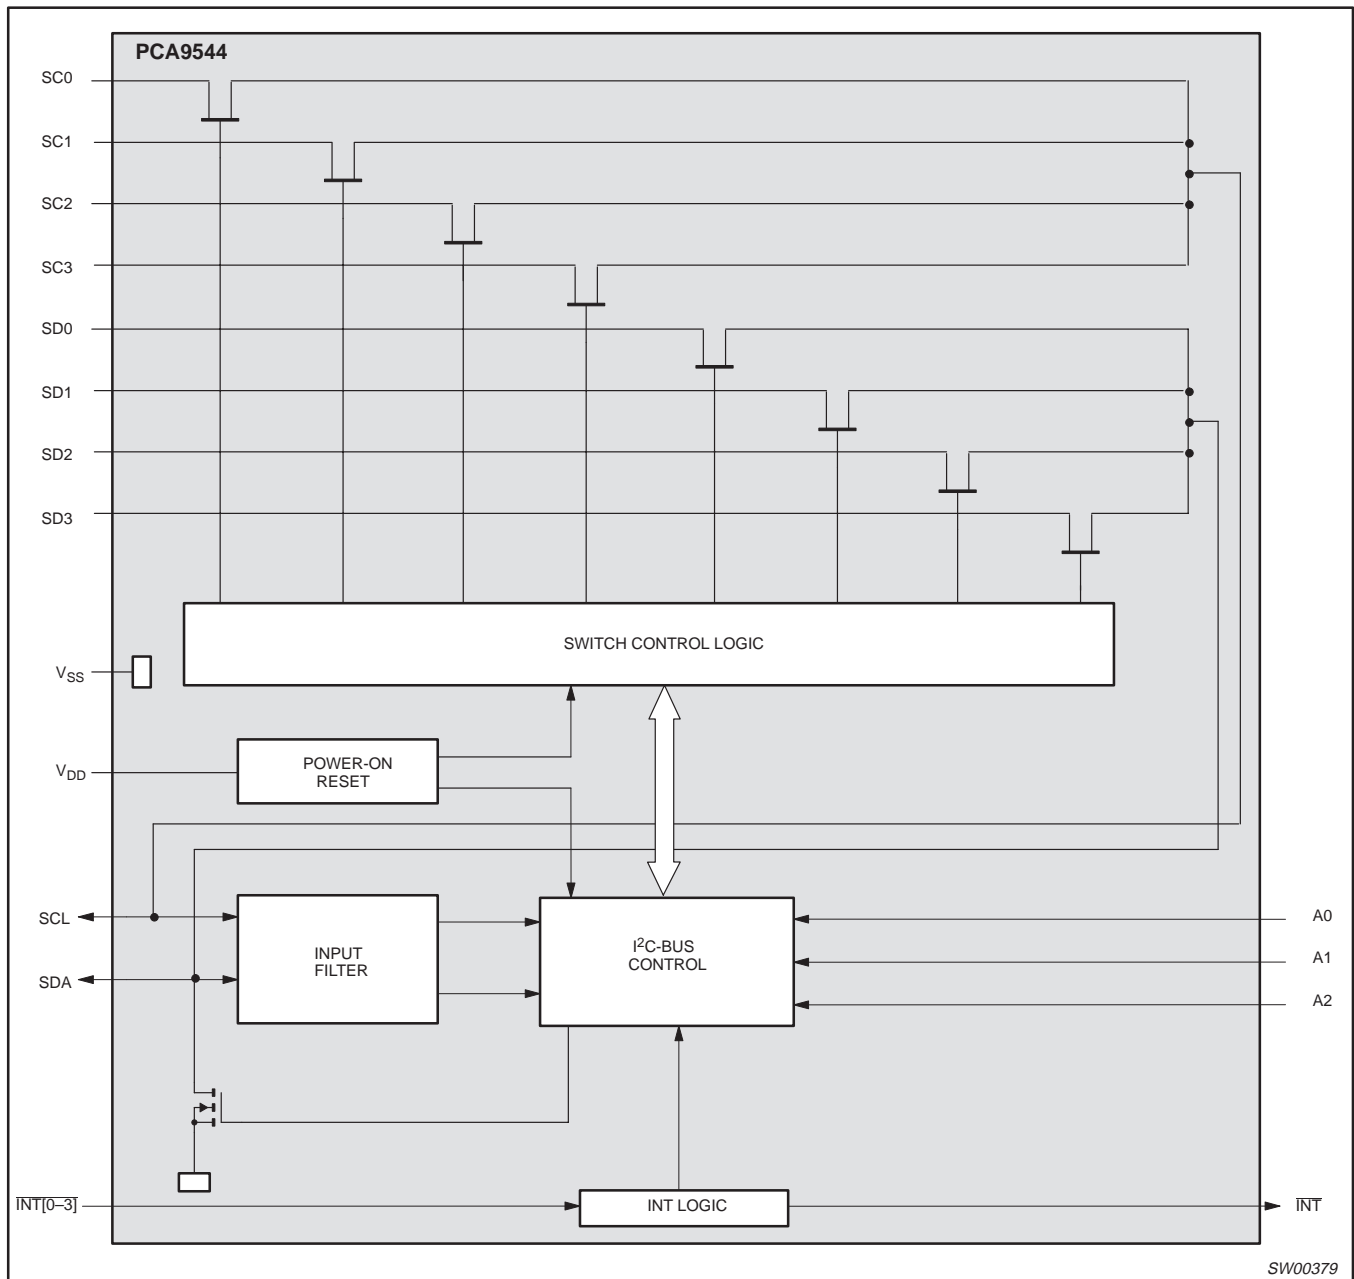 PCA9544
SC0
SC1
SC2
SC3
SD0
SD1
SD2
SD3
SWITCH CONTROL LOGIC
VSS
POWER-ON
RESET
VDD
SCL
SDA
INPUT
FILTER
I2C-BUS
CONTROL
A0
A1
A2
INT[0–3]
INT LOGIC
INT
SW00379